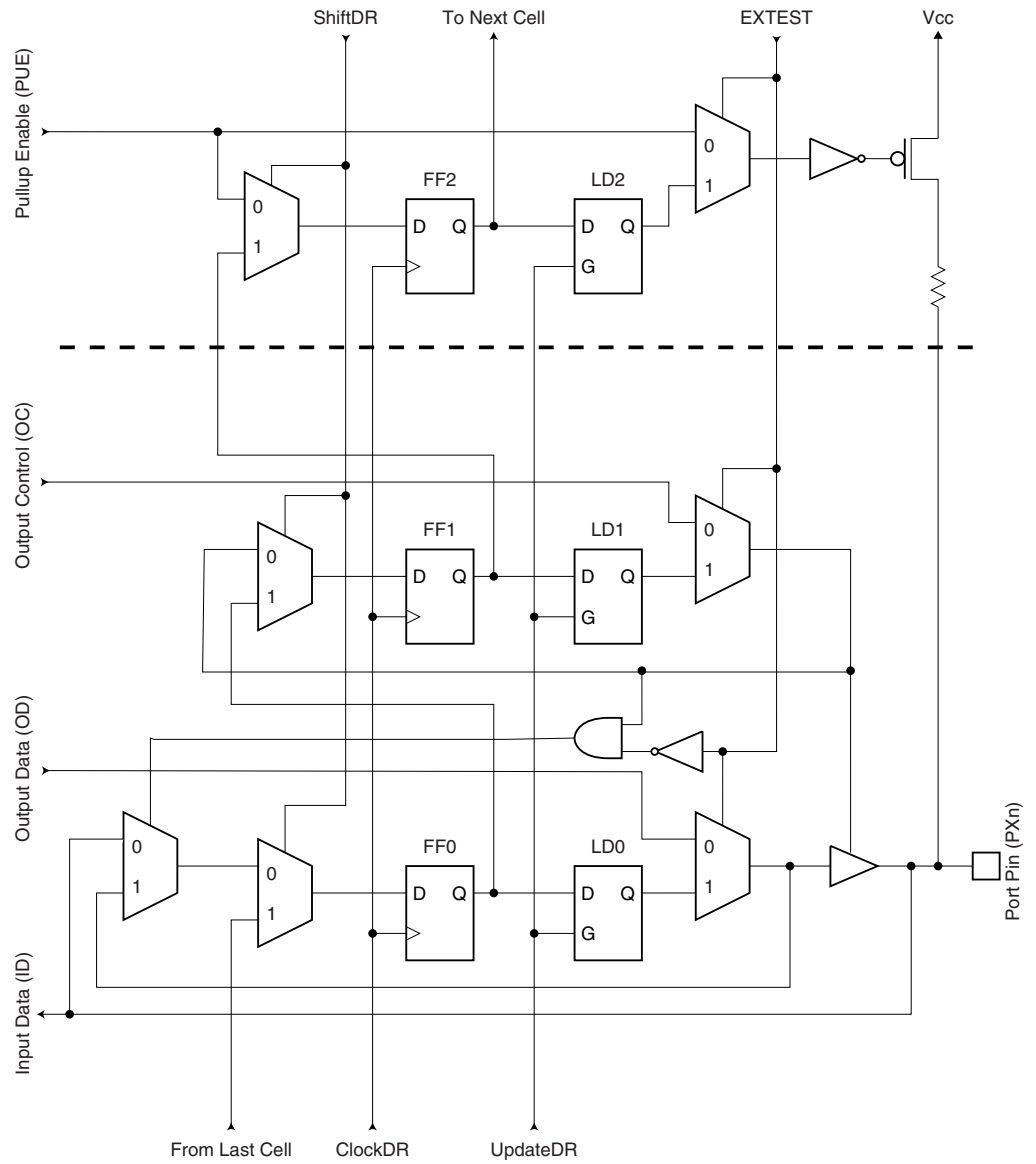 ShiftDR
To Next Cell
EXTEST
Vcc
Pullup Enable (PUE)
0
1
FF2
D Q
LD2
D Q
G
0
1
Output Control (OC)
0
1
FF1
D Q
LD1
D Q
G
0
1
Output Data (OD)
0
1
0
1
FF0
D Q
LD0
D Q
G
0
1
Port Pin (PXn)
Input Data (ID)
From Last Cell
ClockDR
UpdateDR